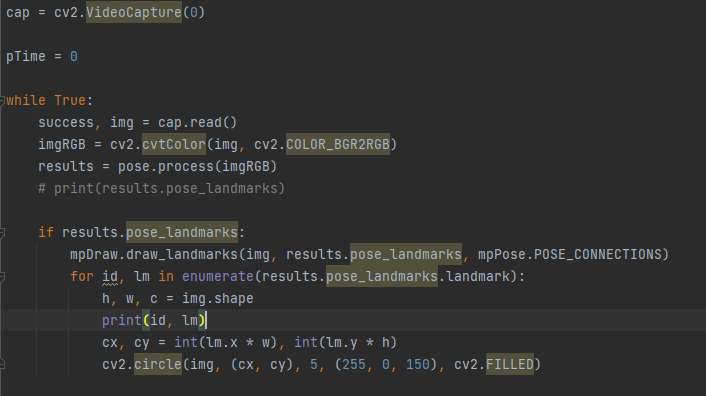 cap = cv2.VideoCapture(0)
pTime = 0
while True:
success, img = cap.read()
imgRGB = cv2.cvtColor(img, cv2.COLOR_BGR2RGB)
results = pose.process(imgRGB)
# print(results.pose_landmarks)
if results.pose_landmarks:
mpDraw.draw_landmarks(img, results.pose_landmarks, mpPose.POSE_CONNECTIONS)
for id, lm in enumerate(results.pose_landmarks.landmark):
h, w, c = img.shape
print(id, lm)
cx, cy = int(lm.x * w), int(lm.y * h)
cv2.circle(img, (cx, cy), 5, (255, 0, 150), cv2.FILLED)